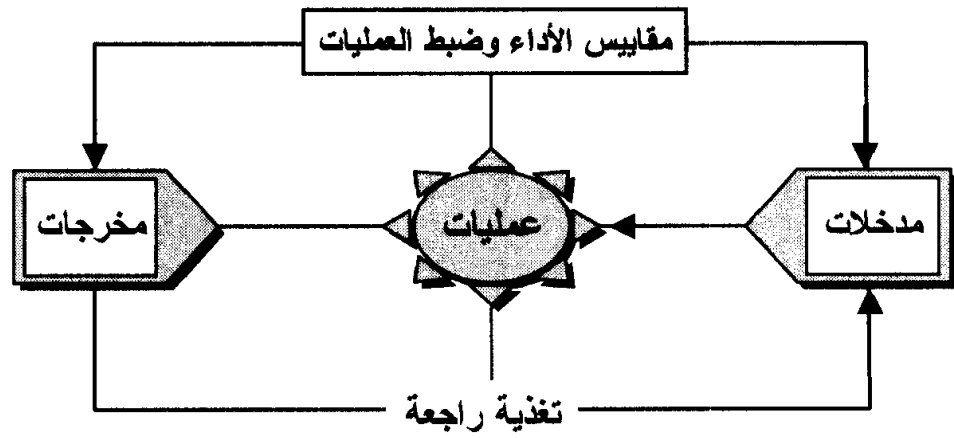 مقاييس الأداء وضبط العمليات
مدخلات
عمليات
مخرجات
تغذية راجعة